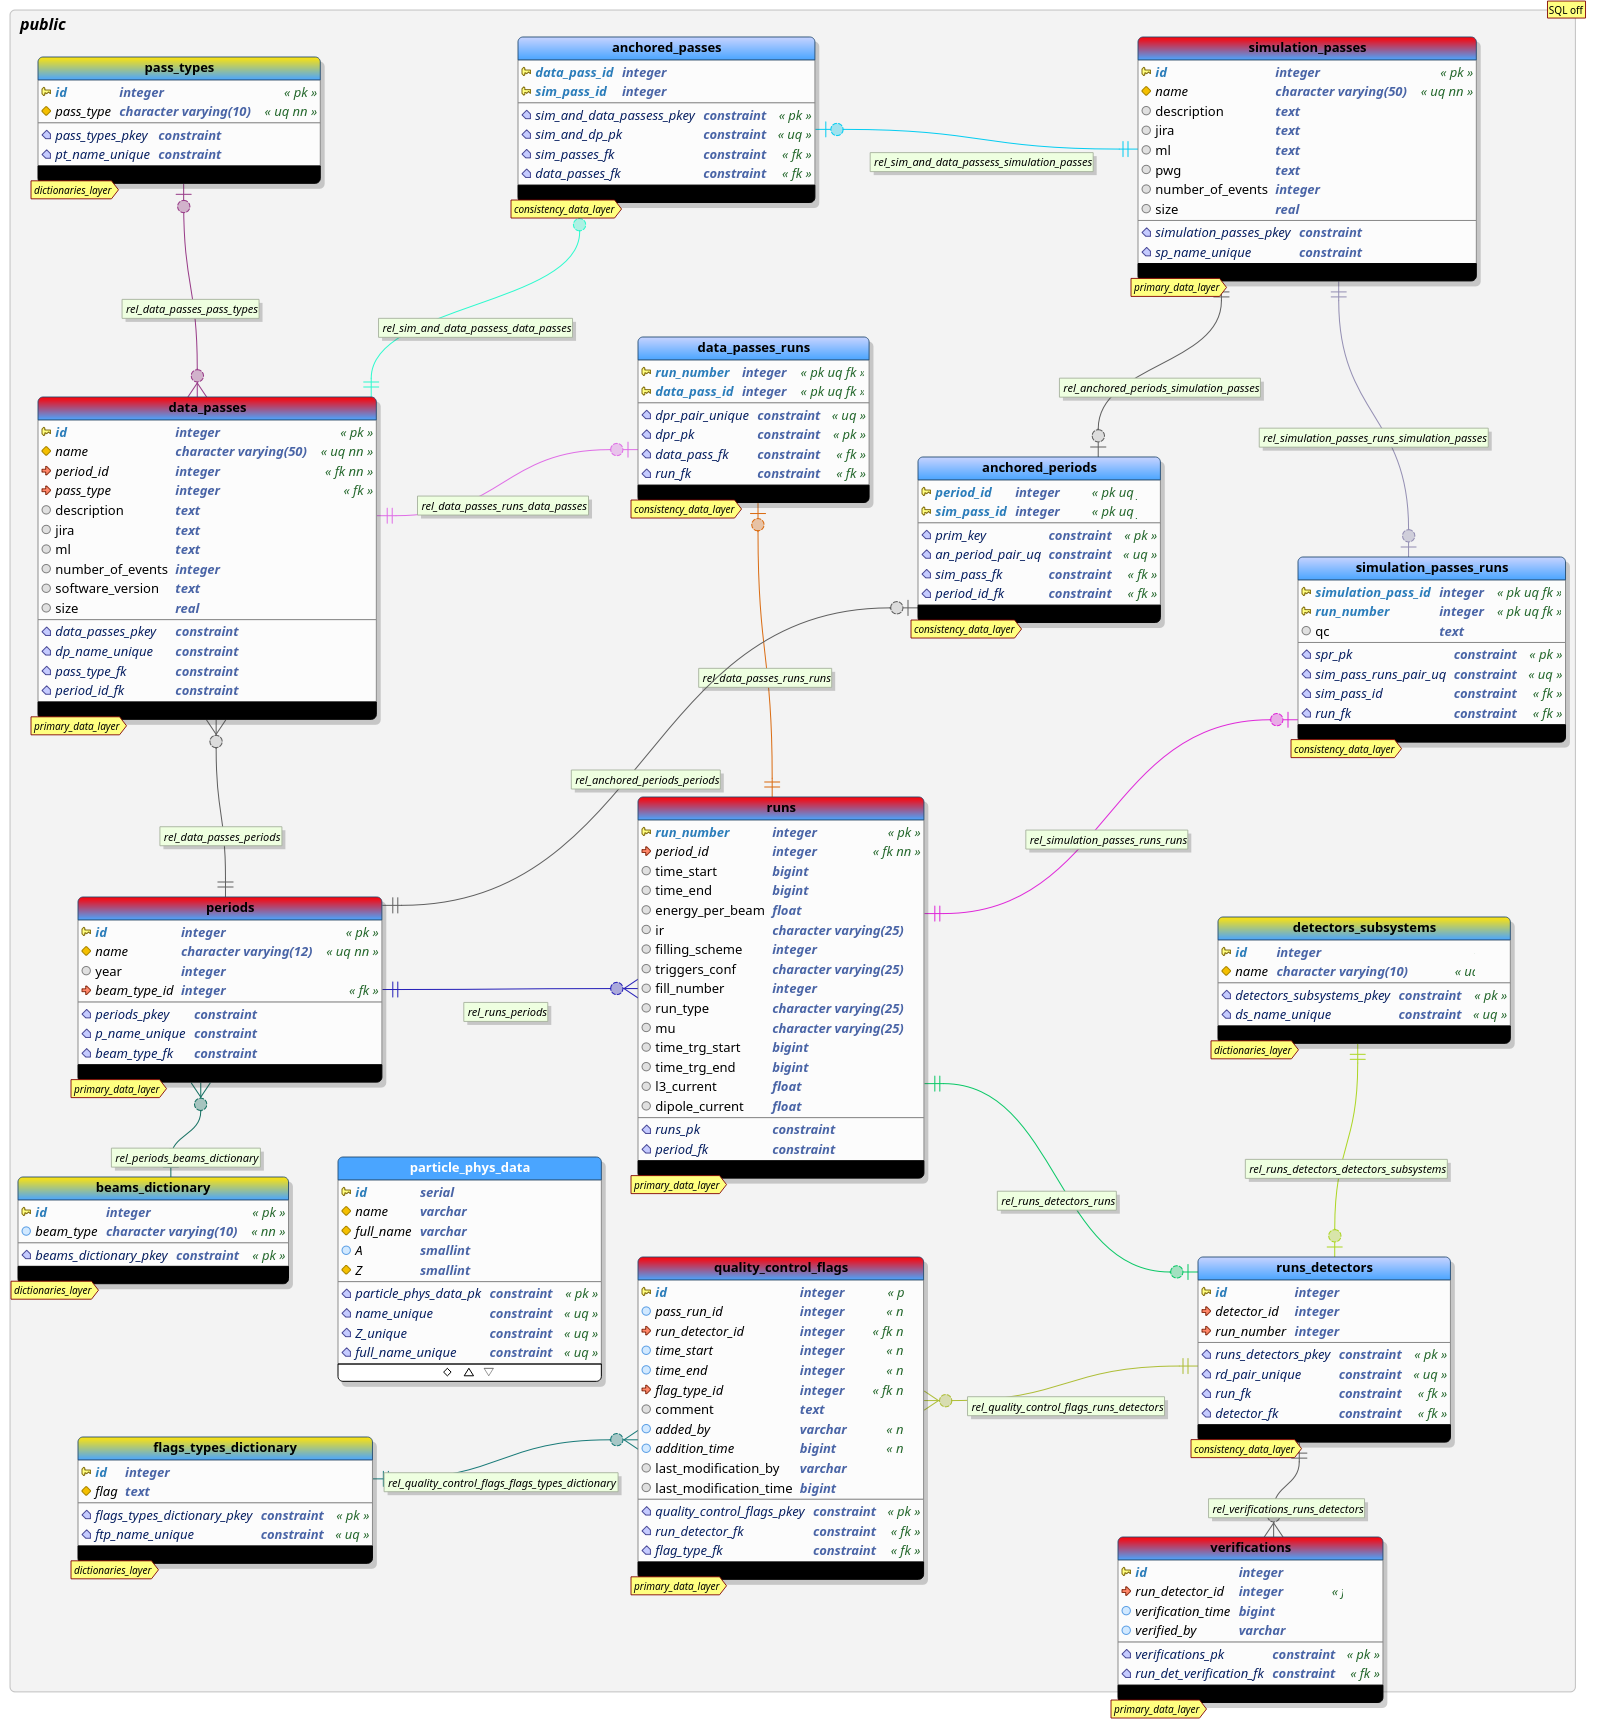 public
SQL off
pass_types
id integer « pk »
pass_type character varying(10) « uq nn »
pass_types_pkey constraint
pt_name_unique constraint
dictionaries_layer
anchored_passes
data_pass_id integer
sim_pass_id integer
sim_and_data_passess_pkey constraint « pk »
sim_and_dp_pk constraint « uq »
sim_passes_fk constraint « fk »
data_passes_fk constraint « fk »
consistency_data_layer
simulation_passes
id integer « pk »
name character varying(50) « uq nn »
description text
jira text
ml text
pwg text
number_of_events integer
size real
simulation_passes_pkey constraint
sp_name_unique constraint
primary_data_layer
rel_sim_and_data_passess_simulation_passes
rel_data_passes_pass_types
rel_sim_and_data_passess_data_passes
data_passes_runs
run_number integer « pk uq fk »
data_pass_id integer « pk uq fk »
dpr_pair_unique constraint « uq »
dpr_pk constraint « pk »
data_pass_fk constraint « fk »
run_fk constraint « fk »
consistency_data_layer
rel_anchored_periods_simulation_passes
rel_simulation_passes_runs_simulation_passes
data_passes
id integer « pk »
name character varying(50) « uq nn »
period_id integer « fk nn »
pass_type integer « fk »
description text
jira text
ml text
number_of_events integer
software_version text
size real
data_passes_pkey constraint
dp_name_unique constraint
pass_type_fk constraint
period_id_fk constraint
primary_data_layer
rel_data_passes_runs_data_passes
anchored_periods
period_id integer « pk uq
sim_pass_id integer « pk uq
prim_key constraint « pk »
an_period_pair_uq constraint « uq »
sim_pass_fk constraint « fk »
period_id_fk constraint « fk »
consistency_data_layer
simulation_passes_runs
simulation_pass_id integer « pk uq fk »
run_number integer « pk uq fk »
qc text
spr_pk constraint « pk »
sim_pass_runs_pair_uq constraint « uq »
sim_pass_id constraint « fk »
run_fk constraint « fk »
consistency_data_layer
rel_data_passes_runs_runs
rel_anchored_periods_periods
rel_data_passes_periods
rel_simulation_passes_runs_runs
runs
run_number integer « pk »
period_id integer « fk nn »
time_start bigint
time_end bigint
energy_per_beam float
ir character varying(25)
filling_scheme integer
triggers_conf character varying(25)
fill_number integer
run_type character varying(25)
mu character varying(25)
time_trg_start bigint
time_trg_end bigint
l3_current float
dipole_current float
runs_pk constraint
period_fk constraint
primary_data_layer
periods
id integer « pk »
name character varying(12) « uq nn »
year integer
beam_type_id integer « fk »
periods_pkey constraint
p_name_unique constraint
beam_type_fk constraint
primary_data_layer
rel_runs_periods
detectors_subsystems
id integer
name character varying(10) « uq
detectors_subsystems_pkey constraint « pk »
ds_name_unique constraint « uq »
dictionaries_layer
rel_periods_beams_dictionary
rel_runs_detectors_detectors_subsystems
rel_runs_detectors_runs
beams_dictionary
id integer « pk »
beam_type character varying(10) « nn »
beams_dictionary_pkey constraint « pk »
dictionaries_layer
particle_phys_data
id serial
name varchar
full_name varchar
A smallint
Z smallint
particle_phys_data_pk constraint « pk »
name_unique constraint « uq »
Z_unique constraint « uq »
full_name_unique constraint « uq »
quality_control_flags
id integer « p
pass_run_id integer « n
run_detector_id integer « fk n
time_start integer « n
time_end integer « n
flag_type_id integer « fk n
comment text
added_by varchar « n
addition_time bigint « n
last_modification_by varchar
last_modification_time bigint
quality_control_flags_pkey constraint « pk »
run_detector_fk constraint « fk »
flag_type_fk constraint « fk »
primary_data_layer
runs_detectors
id integer
detector_id integer
run_number integer
runs_detectors_pkey constraint « pk »
rd_pair_unique constraint « uq »
run_fk constraint « fk »
detector_fk constraint « fk »
consistency_data_layer
rel_quality_control_flags_runs_detectors
flags_types_dictionary
id integer
flag text
flags_types_dictionary_pkey constraint « pk »
ftp_name_unique constraint « uq »
dictionaries_layer
rel_quality_control_flags_flags_types_dictionary
rel_verifications_runs_detectors
verifications
id integer
run_detector_id integer «
verification_time bigint
verified_by varchar
verifications_pk constraint « pk »
run_det_verification_fk constraint « fk »
primary_data_layer